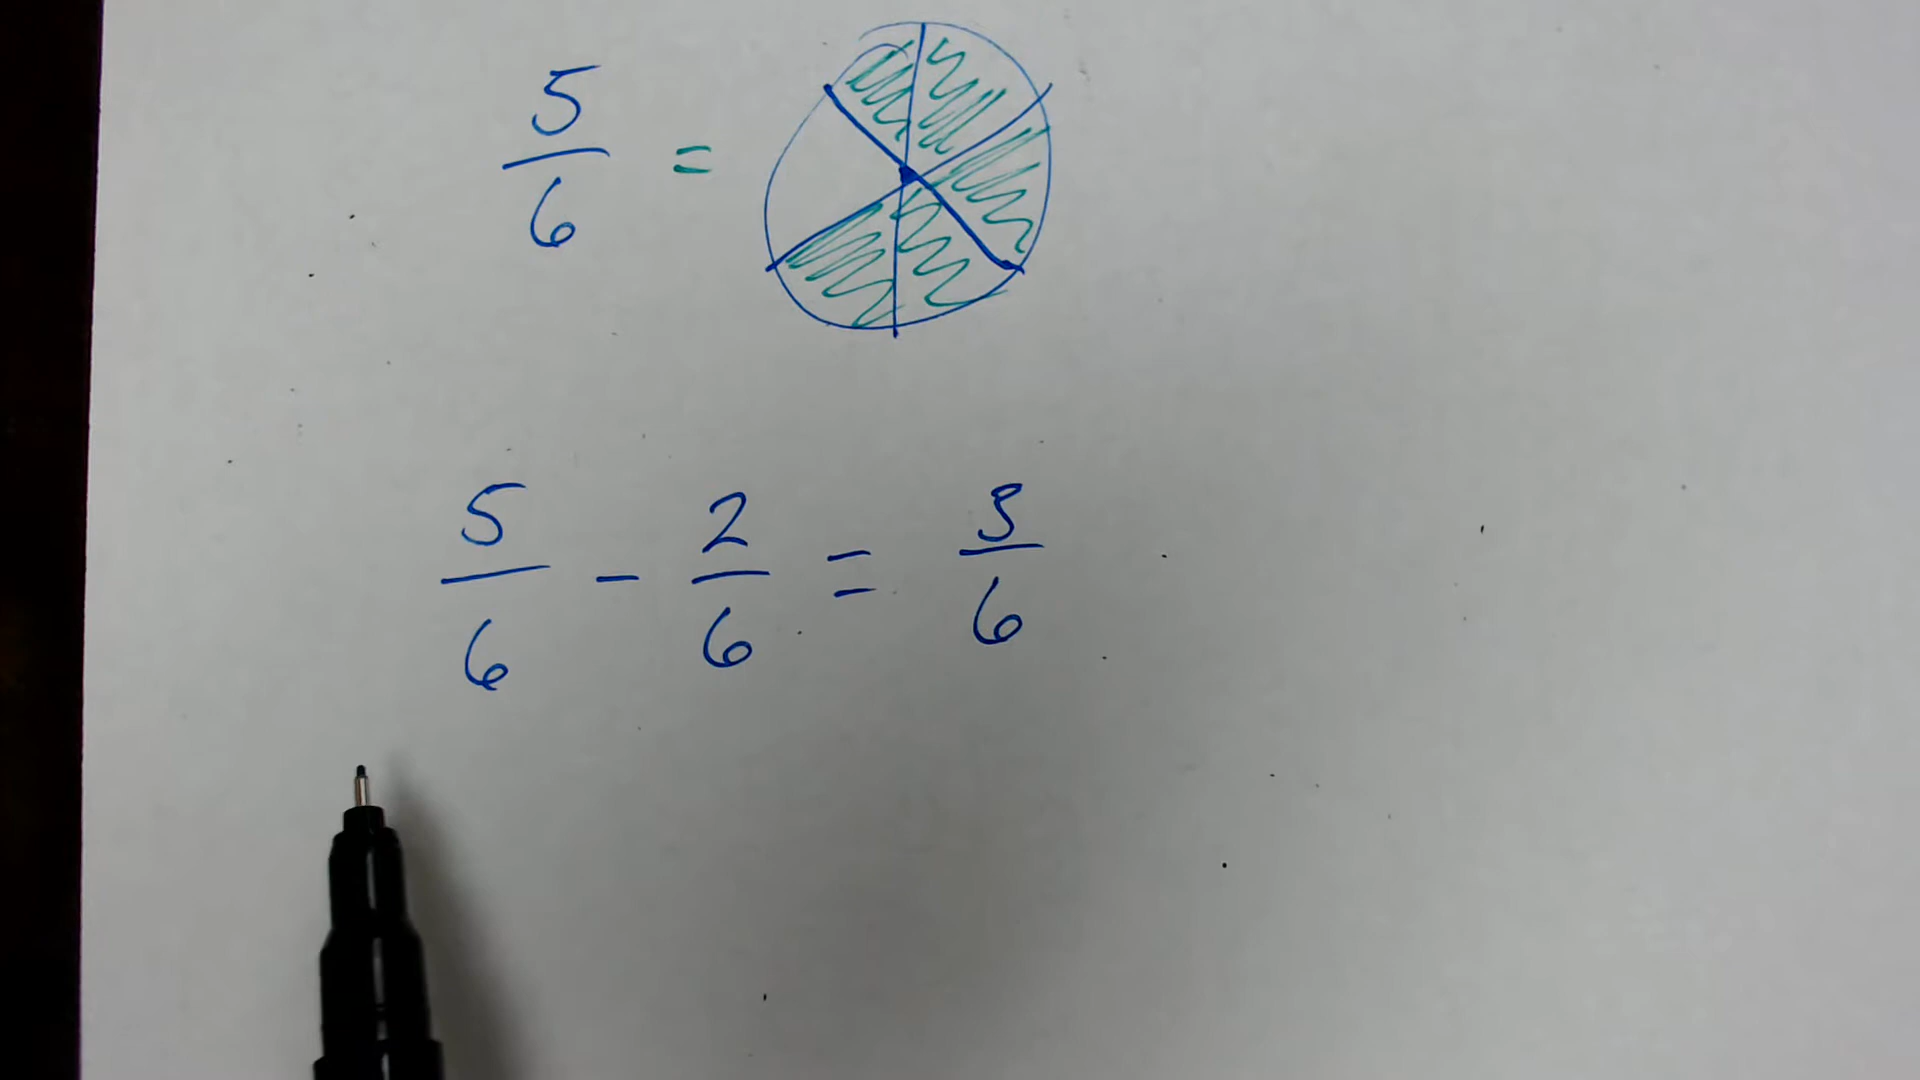 5/6 =
5/6 - 2/6 = 3/6